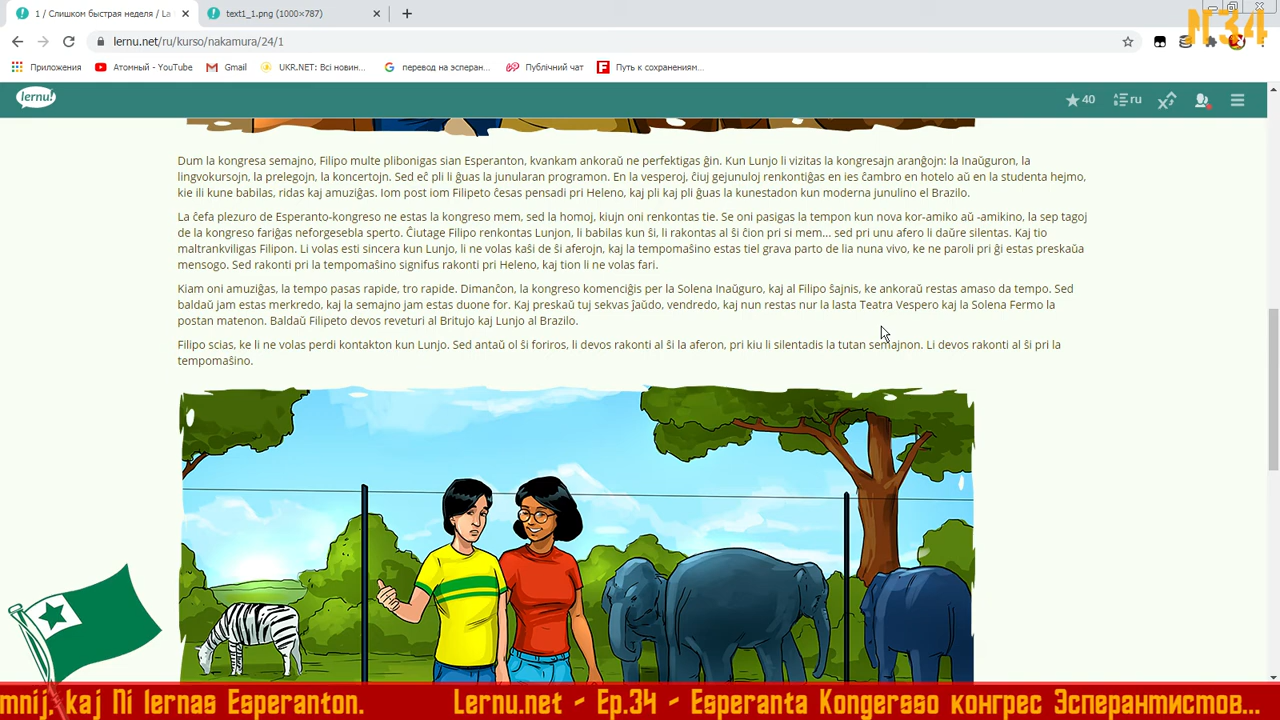 1 / Слишком быстрая неделя / La
text1_1.png (1000×787)
N34
lernu.net/ru/kurso/nakamura/24/1
Приложения
Атомный - YouTube
Gmail
UKR.NET: Всі новин...
перевод на эсперан...
Публічний чат
Путь к сохранениям...
lernu!
40
ru
Dum la kongresa semajno, Filipo multe plibonigas sian Esperanton, kvankam ankoraŭ ne perfektigas ĝin. Kun Lunjo li vizitas la kongresajn aranĝojn: la Inaŭguron, la
lingvokursojn, la prelegojn, la koncertojn. Sed eĉ pli li ĝuas la junularan programon. En la vesperoj, ĉiuj gejunuloj renkontiĝas en ies ĉambro en hotelo aŭ en la studenta hejmo,
kie ili kune babilas, ridas kaj amuziĝas. Iom post iom Filipeto ĉesas pensadi pri Heleno, kaj pli kaj pli ĝuas la kunestadon kun moderna junulino el Brazilo.
La ĉefa plezuro de Esperanto-kongreso ne estas la kongreso mem, sed la homoj, kiujn oni renkontas tie. Se oni pasigas la tempon kun nova kor-amiko aŭ -amikino, la sep tagoj
de la kongreso fariĝas neforgesebla sperto. Ĉiutage Filipo renkontas Lunjon, li babilas kun ŝi, li rakontas al ŝi ĉion pri si mem... sed pri unu afero li daŭre silentas. Kaj tio
maltrankviligas Filipon. Li volas esti sincera kun Lunjo, li ne volas kaŝi de ŝi aferojn, kaj la tempomaŝino estas tiel grava parto de lia nuna vivo, ke ne paroli pri ĝi estas preskaŭa
mensogo. Sed rakonti pri la tempomaŝino signifus rakonti pri Heleno, kaj tion li ne volas fari.
Kiam oni amuziĝas, la tempo pasas rapide, tro rapide. Dimanĉon, la kongreso komenciĝis per la Solena Inaŭguro, kaj al Filipo ŝajnis, ke ankoraŭ restas amaso da tempo. Sed
baldaŭ jam estas merkredo, kaj la semajno jam estas duone for. Kaj preskaŭ tuj sekvas ĵaŭdo, vendredo, kaj nun restas nur la lasta Teatra Vespero kaj la Solena Fermo la
postan matenon. Baldaŭ Filipeto devos reveturi al Britujo kaj Lunjo al Brazilo.
Filipo scias, ke li ne volas perdi kontakton kun Lunjo. Sed antaŭ ol ŝi foriros, li devos rakonti al ŝi la aferon, pri kiu li silentadis la tutan semajnon. Li devos rakonti al ŝi pri la
tempomaŝino.
mnij, kaj Ni lernas Esperanton. Lernu.net - Ep.34 - Esperanta Kongersso конгрес Эсперантистов...